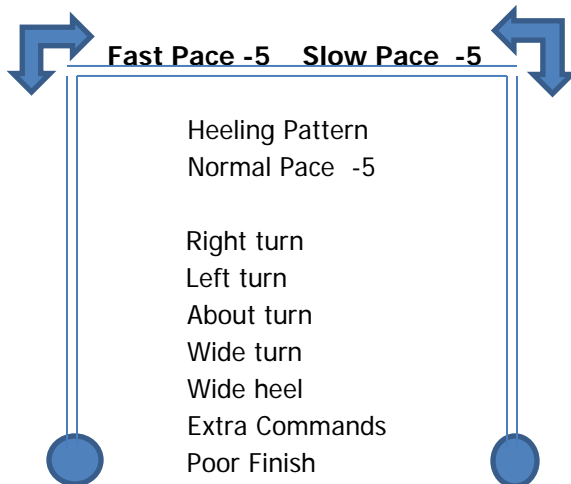 Fast Pace -5 Slow Pace -5
Heeling Pattern
Normal Pace -5
Right turn
Left turn
About turn
Wide turn
Wide heel
Extra Commands
Poor Finish